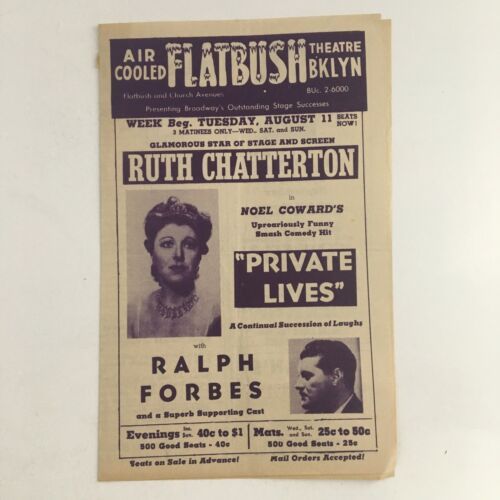 AIR COOLED FLATBUSH THEATRE BKLYN
Flatbush and Church Avenues BUc. 2-6000
Presenting Broadway's Outstanding Stage Successes
WEEK Beg. TUESDAY, AUGUST 11 SEATS NOW!
3 MATINEES ONLY—WED., SAT. and SUN.
GLAMOROUS STAR OF STAGE AND SCREEN
RUTH CHATTERTON
in
NOEL COWARD'S
Uproariously Funny
Smash Comedy Hit
"PRIVATE
LIVES"
A Continual Succession of Laughs
with
RALPH
FORBES
and a Superb Supporting Cast
Evenings Inc. Sun. 40c to $1
500 Good Seats - 40c
Mats. Wed., Sat. and Sun. 25c to 50c
500 Good Seats - 25c
Seats on Sale in Advance! Mail Orders Accepted!